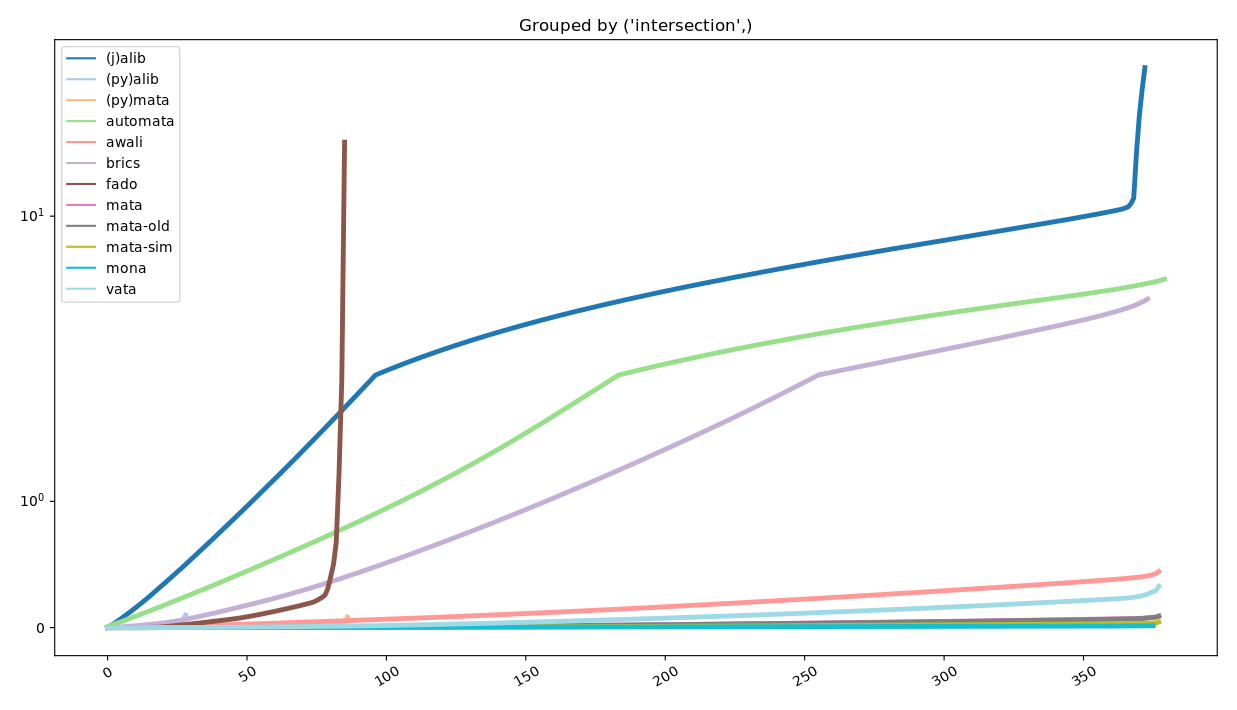 Grouped by ('intersection',)
(j)alib
(py)alib
(py)mata
automata
awali
brics
fado
mata
mata-old
mata-sim
mona
vata
10¹
10⁰
0
0
50
100
150
200
250
300
350